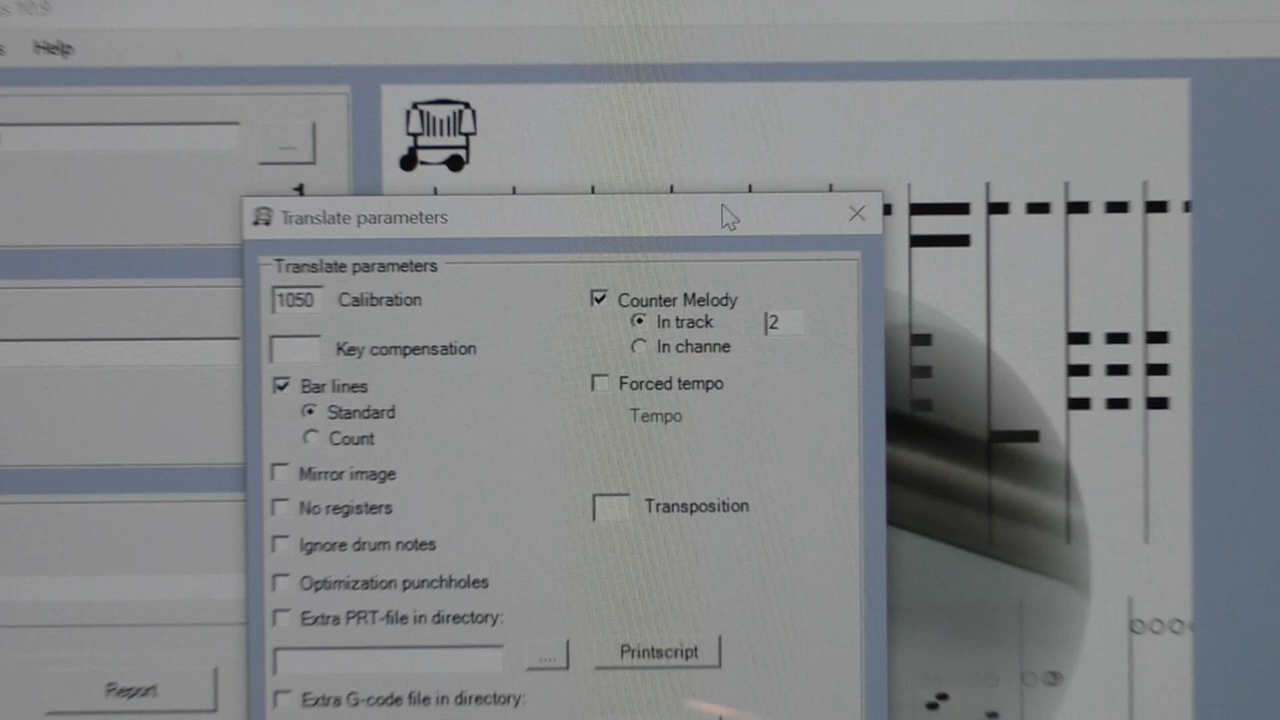 Help
....
Translate parameters
Translate parameters
1050 Calibration
Counter Melody
In track 2
In channe
Key compensation
Bar lines
Forced tempo
Standard
Tempo
Count
Mirror image
No registers
Transposition
Ignore drum notes
Optimization punchholes
Extra PRT-file in directory:
....
Printscript
Report
Extra G-code file in directory: